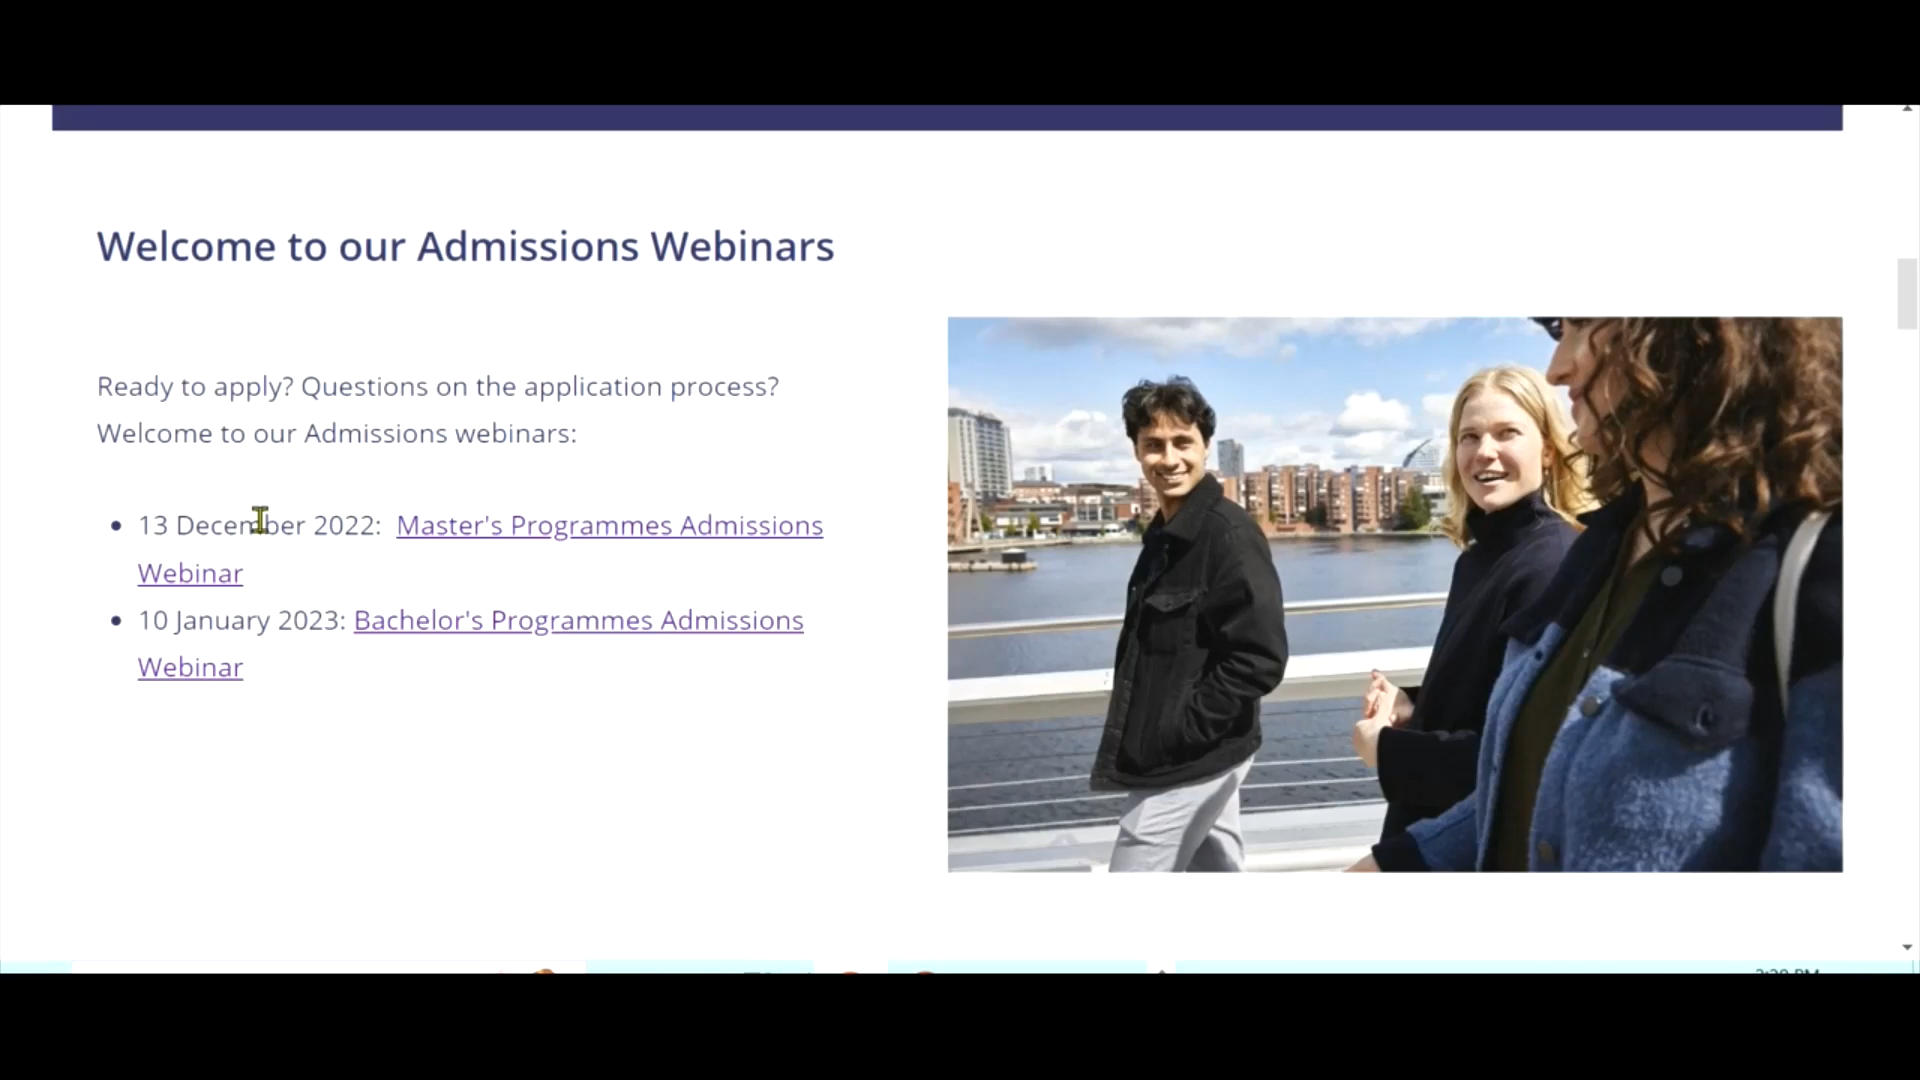 Welcome to our Admissions Webinars
Ready to apply? Questions on the application process?
Welcome to our Admissions webinars:
• 13 December 2022: Master's Programmes Admissions
Webinar
• 10 January 2023: Bachelor's Programmes Admissions
Webinar